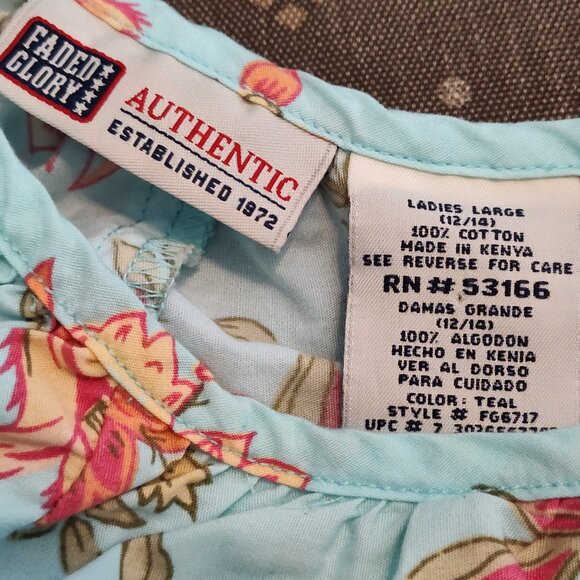 FADED
GLORY
AUTHENTIC
ESTABLISHED 1972
LADIES LARGE
(12/14)
100% COTTON
MADE IN KENYA
SEE REVERSE FOR CARE
RN # 53166
DAMAS GRANDE
(12/14)
100% ALGODON
HECHO EN KENIA
VER AL DORSO
PARA CUIDADO
COLOR: TEAL
STYLE # FG6717
UPC # 7